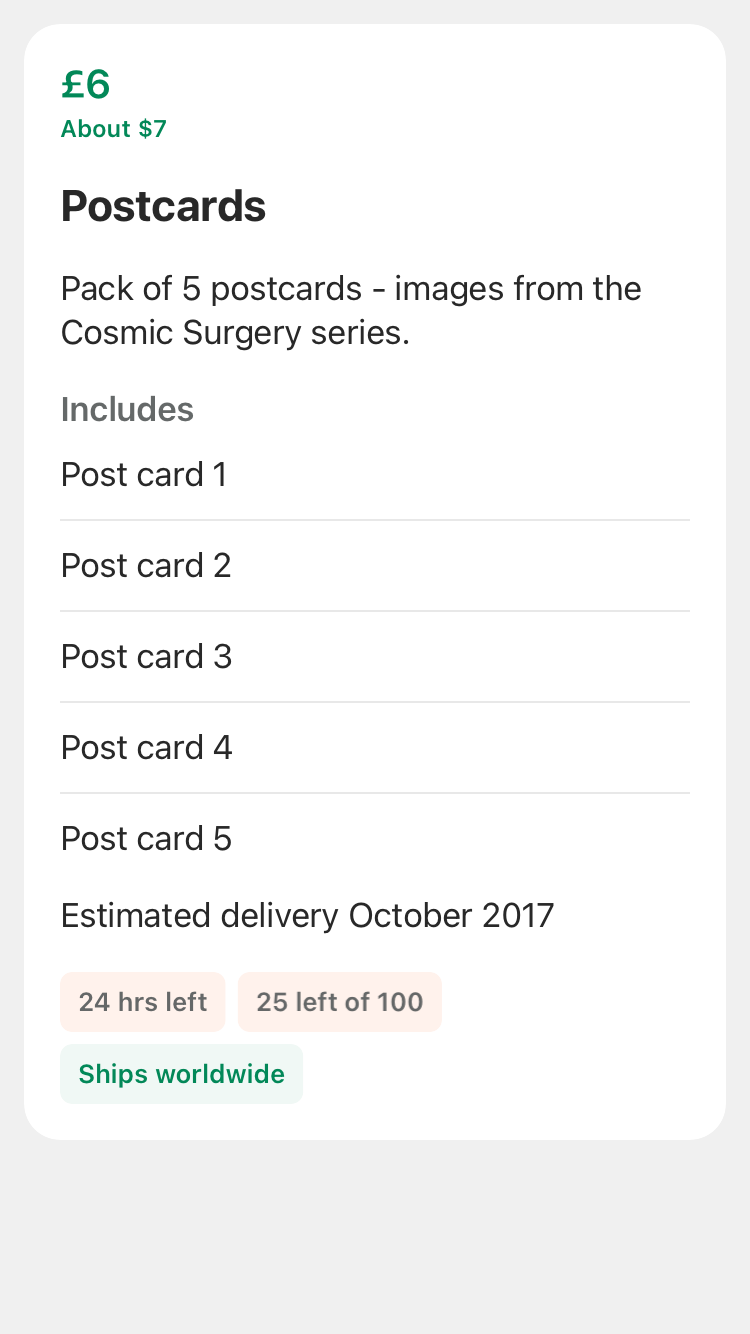 £6
About $7
Postcards
Pack of 5 postcards - images from the
Cosmic Surgery series.
Includes
Post card 1
Post card 2
Post card 3
Post card 4
Post card 5
Estimated delivery October 2017
24 hrs left
25 left of 100
Ships worldwide